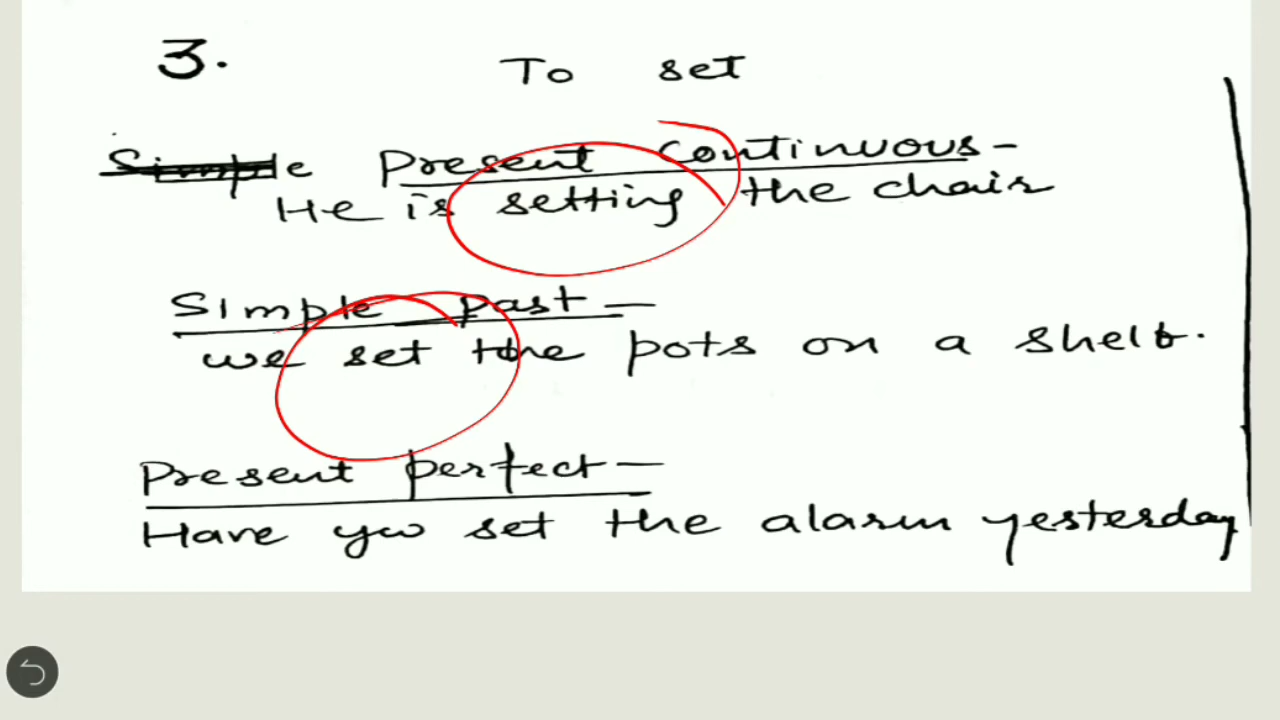 3.
To set
Simple Present Continuous -
He is setting the chair
Simple past -
we set the pots on a shelf.
Present perfect -
Have you set the alarm yesterday